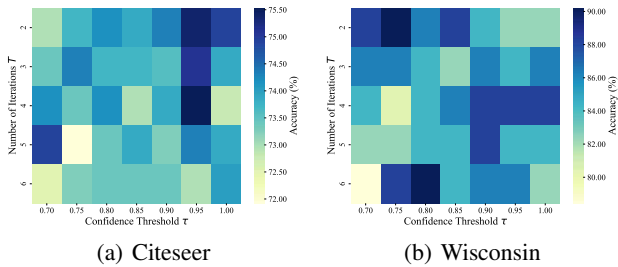 2
3
4
5
6
Number of Iterations T
0.70 0.75 0.80 0.85 0.90 0.95 1.00
Confidence Threshold τ
75.50
75.00
74.50
74.00
73.50
73.00
72.50
72.00
Accuracy (%)
(a) Citeseer
2
3
4
5
6
Number of Iterations T
0.70 0.75 0.80 0.85 0.90 0.95 1.00
Confidence Threshold τ
90.00
88.00
86.00
84.00
82.00
80.00
Accuracy (%)
(b) Wisconsin